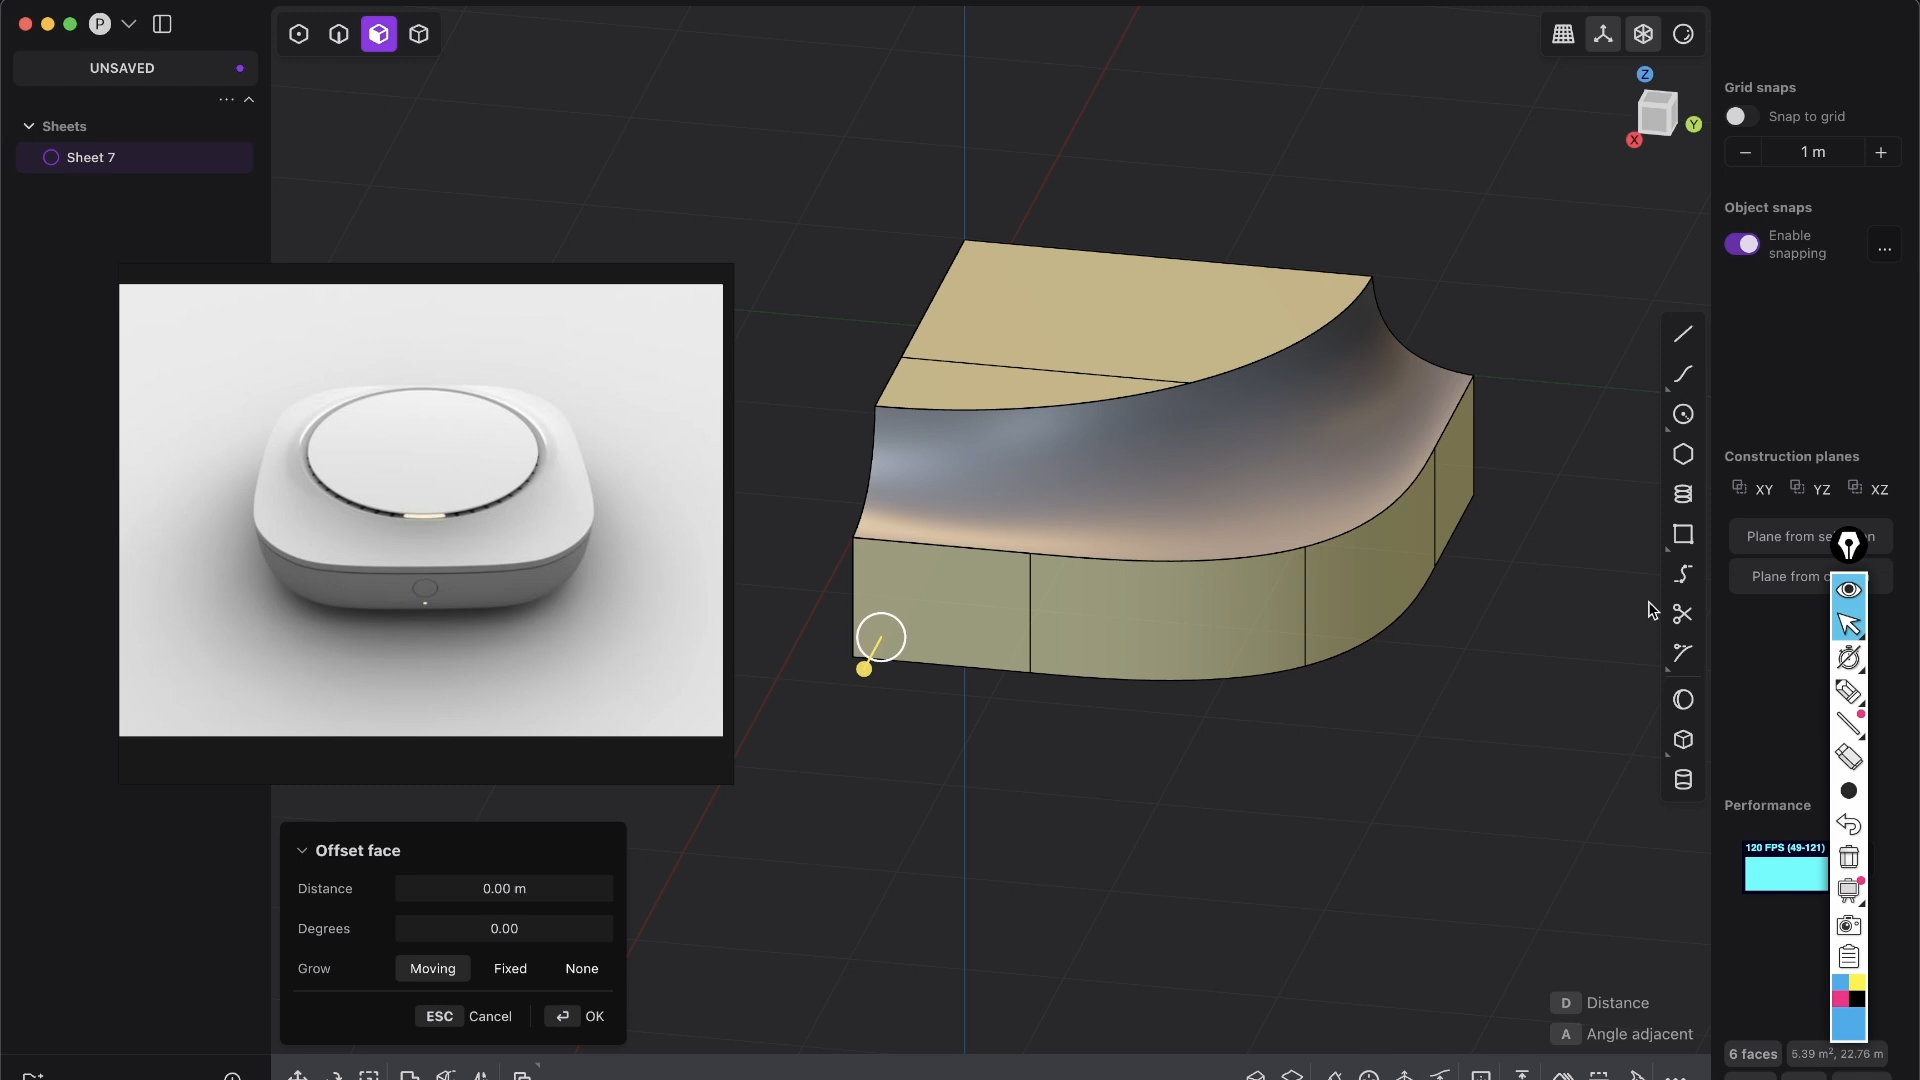 P
UNSAVED
Sheets
Sheet 7
Z
Y
X
Grid snaps
Snap to grid
1 m
Object snaps
Enable
snapping
...
Construction planes
XY
YZ
XZ
Plane from
Plane from
Performance
120 FPS (49-121)
Offset face
Distance
0.00 m
Degrees
0.00
Grow
Moving
Fixed
None
ESC
Cancel
OK
D
Distance
A
Angle adjacent
6 faces
5.39 m², 22.76 m